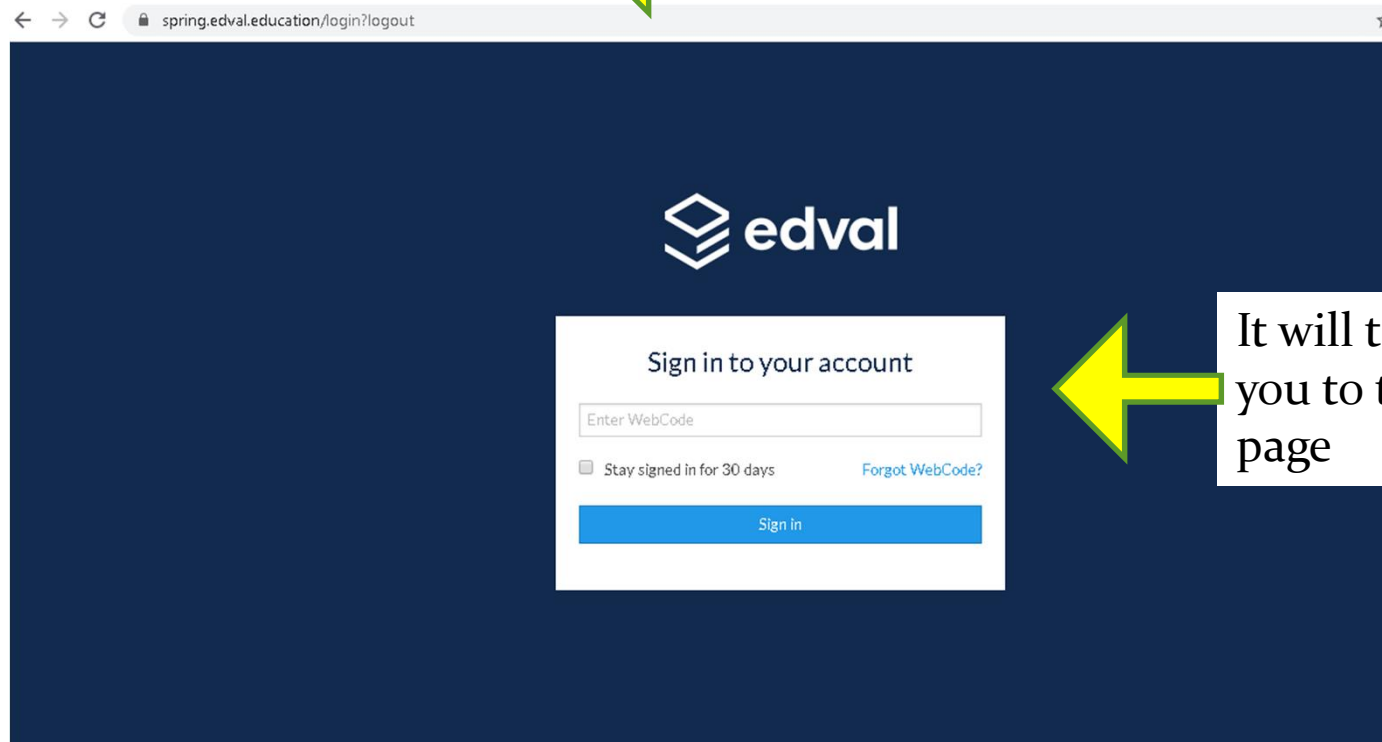 spring.edval.education/login?logout
edval
Sign in to your account
Enter WebCode
Stay signed in for 30 days
Forgot WebCode?
Sign in
It will
you to
page